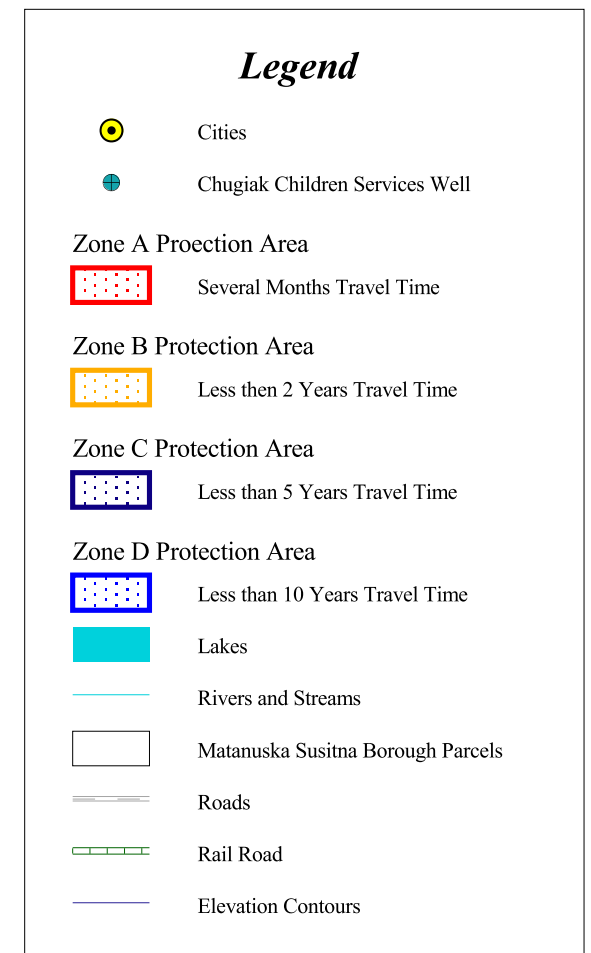 Legend
Cities
Chugiak Children Services Well
Zone A Proection Area
Several Months Travel Time
Zone B Protection Area
Less then 2 Years Travel Time
Zone C Protection Area
Less than 5 Years Travel Time
Zone D Protection Area
Less than 10 Years Travel Time
Lakes
Rivers and Streams
Matanuska Susitna Borough Parcels
Roads
Rail Road
Elevation Contours